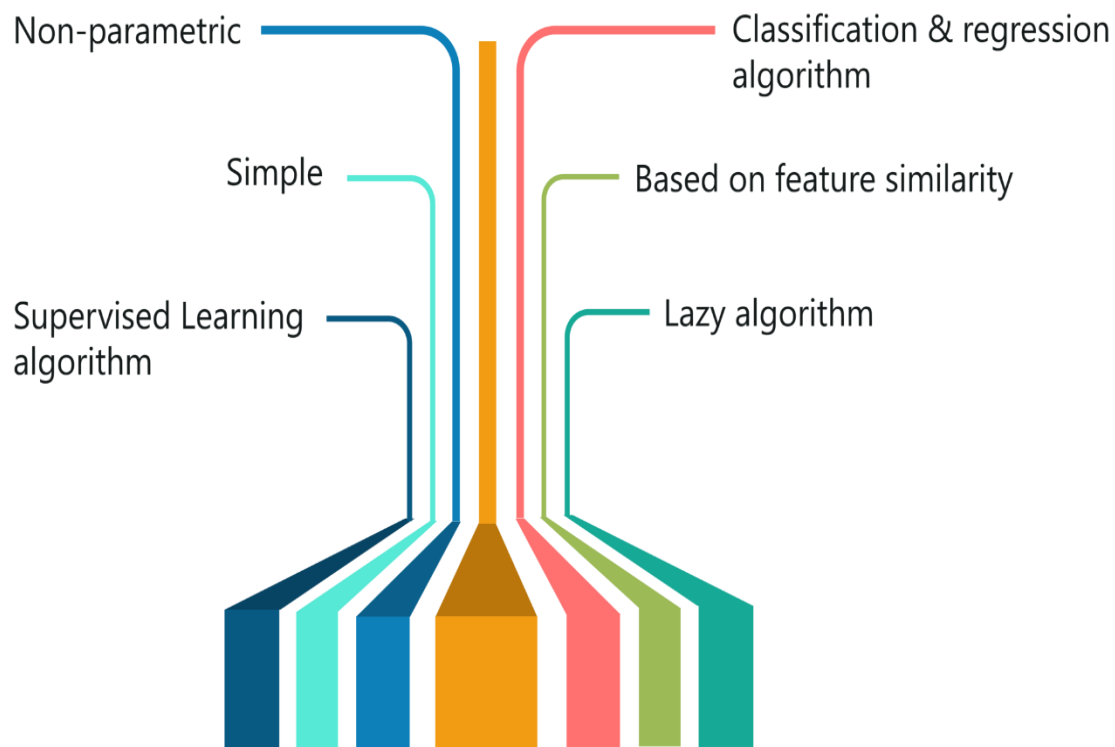 Non-parametric
Classification & regression
algorithm
Simple
Based on feature similarity
Supervised Learning
algorithm
Lazy algorithm